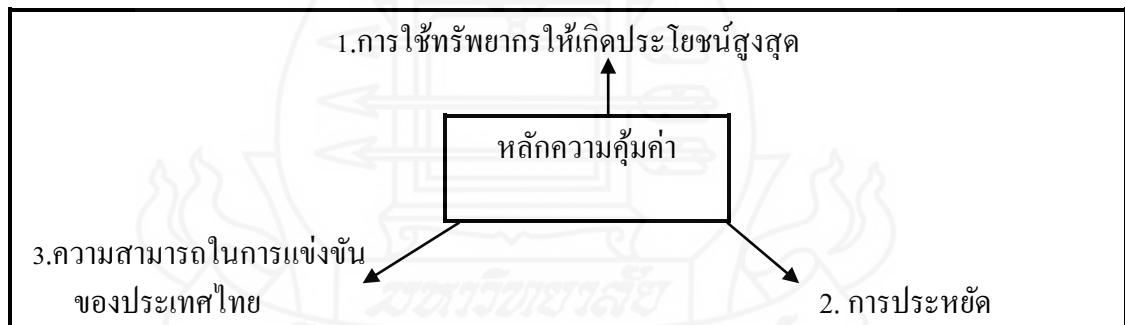 1.การใช้ทรัพยากรให้เกิดประโยชน์สูงสุด
หลักความคุ้มค่า
3.ความสามารถในการแข่งขัน
ของประเทศไทย
2. การประหยัด